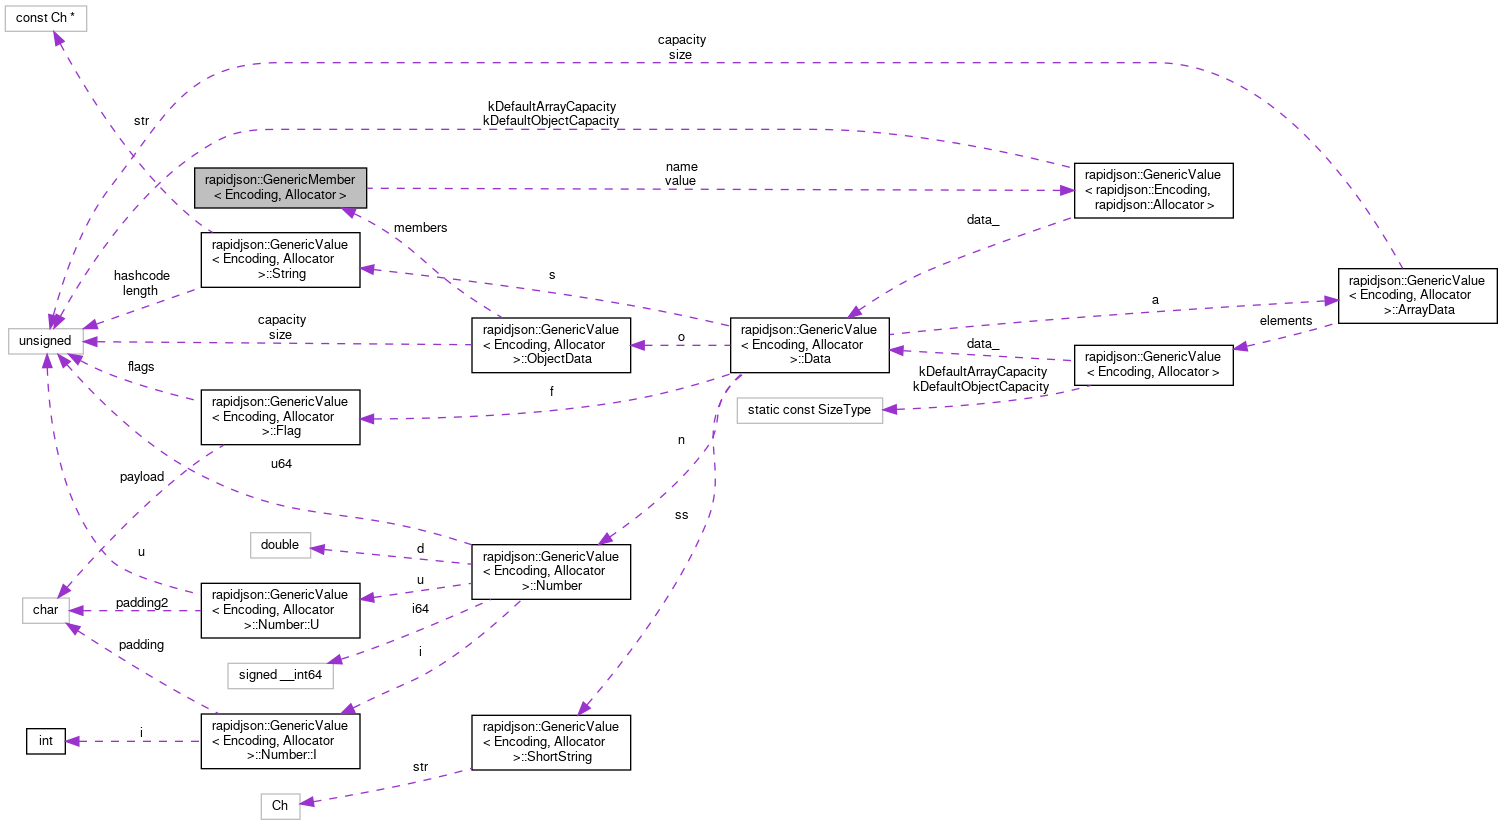 const Ch *
capacity
size
kDefaultArrayCapacity
kDefaultObjectCapacity
str
rapidjson::GenericMember
< Encoding, Allocator >
name
value
rapidjson::GenericValue
< rapidjson::Encoding,
rapidjson::Allocator >
data_
members
rapidjson::GenericValue
< Encoding, Allocator
>::String
hashcode
length
s
rapidjson::GenericValue
< Encoding, Allocator
>::ArrayData
a
elements
unsigned
capacity
size
rapidjson::GenericValue
< Encoding, Allocator
>::ObjectData
o
rapidjson::GenericValue
< Encoding, Allocator
>::Data
data_
rapidjson::GenericValue
< Encoding, Allocator >
kDefaultArrayCapacity
kDefaultObjectCapacity
static const SizeType
flags
rapidjson::GenericValue
< Encoding, Allocator
>::Flag
f
n
u64
payload
ss
double
d
rapidjson::GenericValue
< Encoding, Allocator
>::Number
u
u
rapidjson::GenericValue
< Encoding, Allocator
>::Number::U
char
padding2
i64
padding
i
signed __int64
int
i
rapidjson::GenericValue
< Encoding, Allocator
>::Number::I
rapidjson::GenericValue
< Encoding, Allocator
>::ShortString
str
Ch